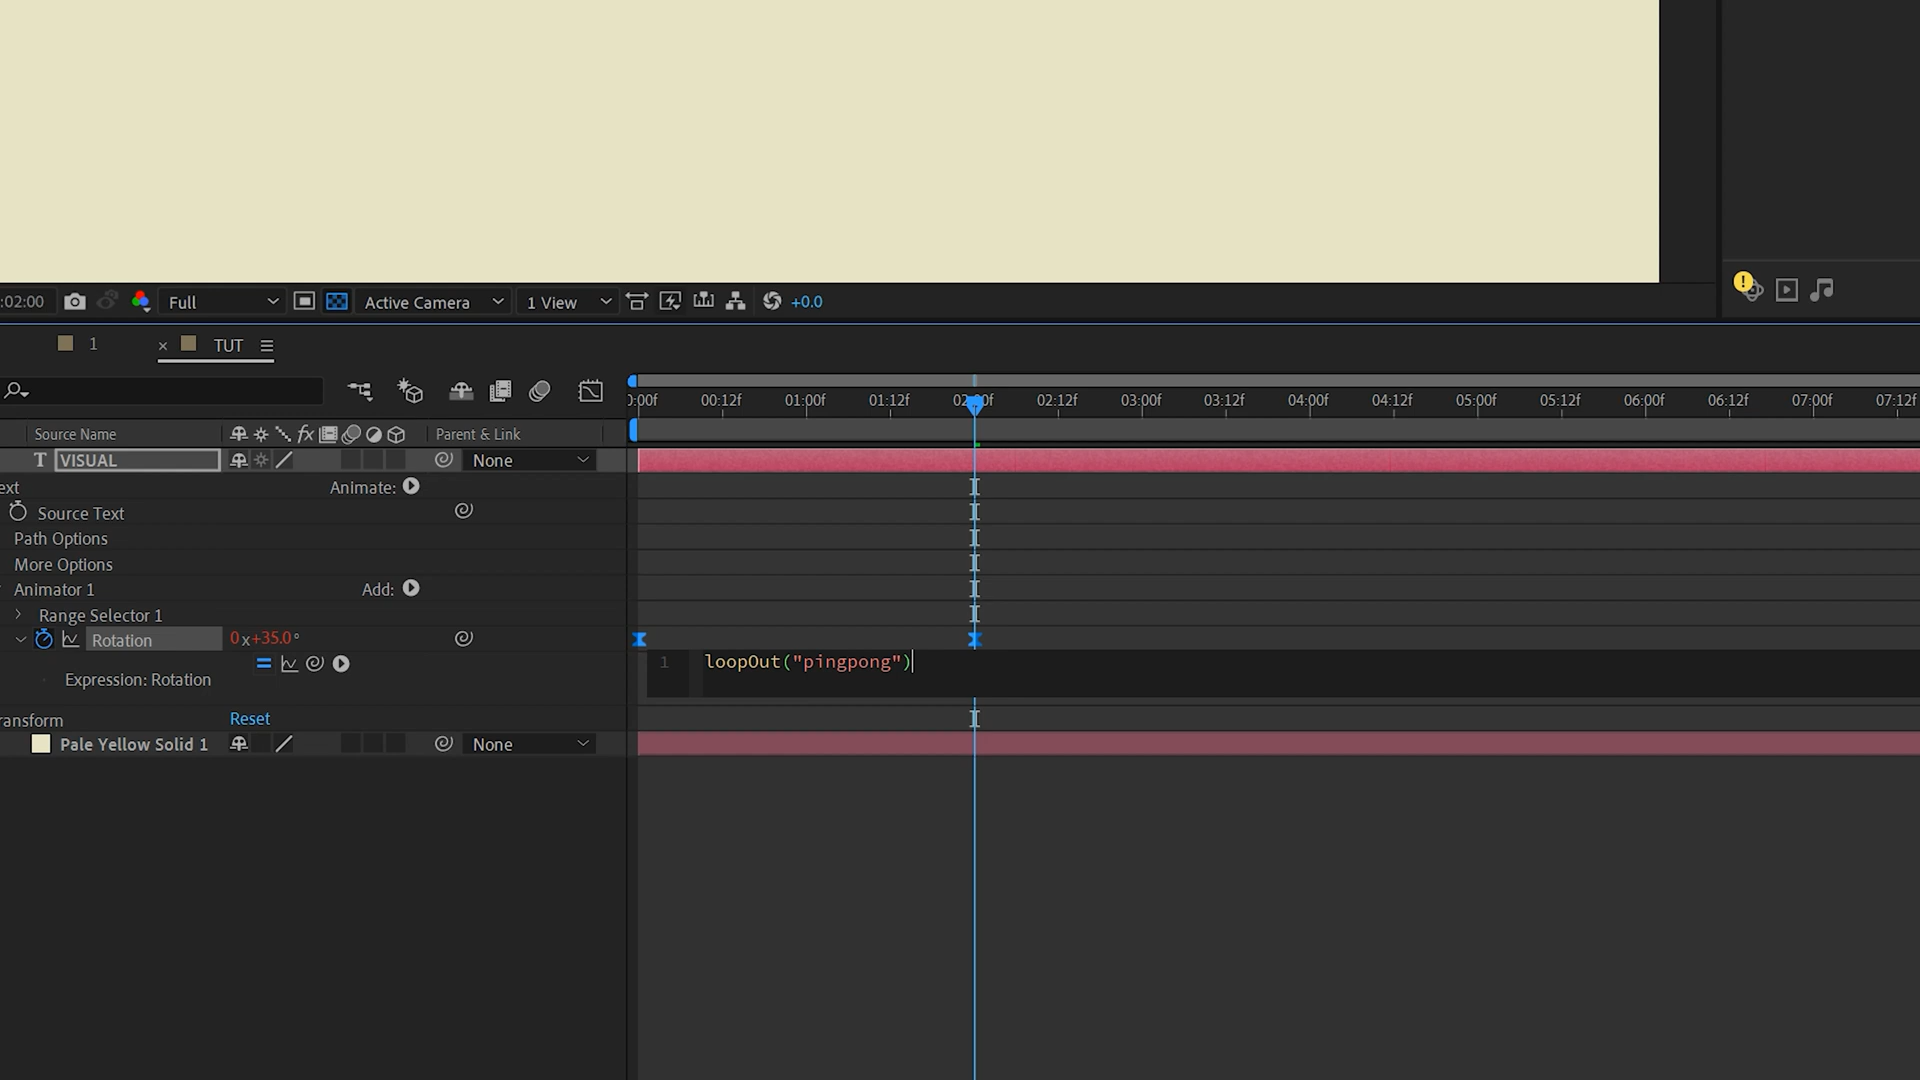 :02:00 Full Active Camera 1 View +0.0
1 × TUT
0:00f 00:12f 01:00f 01:12f 02:00f 02:12f 03:00f 03:12f 04:00f 04:12f 05:00f 05:12f 06:00f 06:12f 07:00f 07:12f
Source Name fx Parent & Link
T VISUAL None
ext Animate:
Source Text
Path Options
More Options
Animator 1 Add:
Range Selector 1
Rotation 0x+35.0°
1 loopOut("pingpong")
Expression: Rotation
ransform Reset
Pale Yellow Solid 1 None